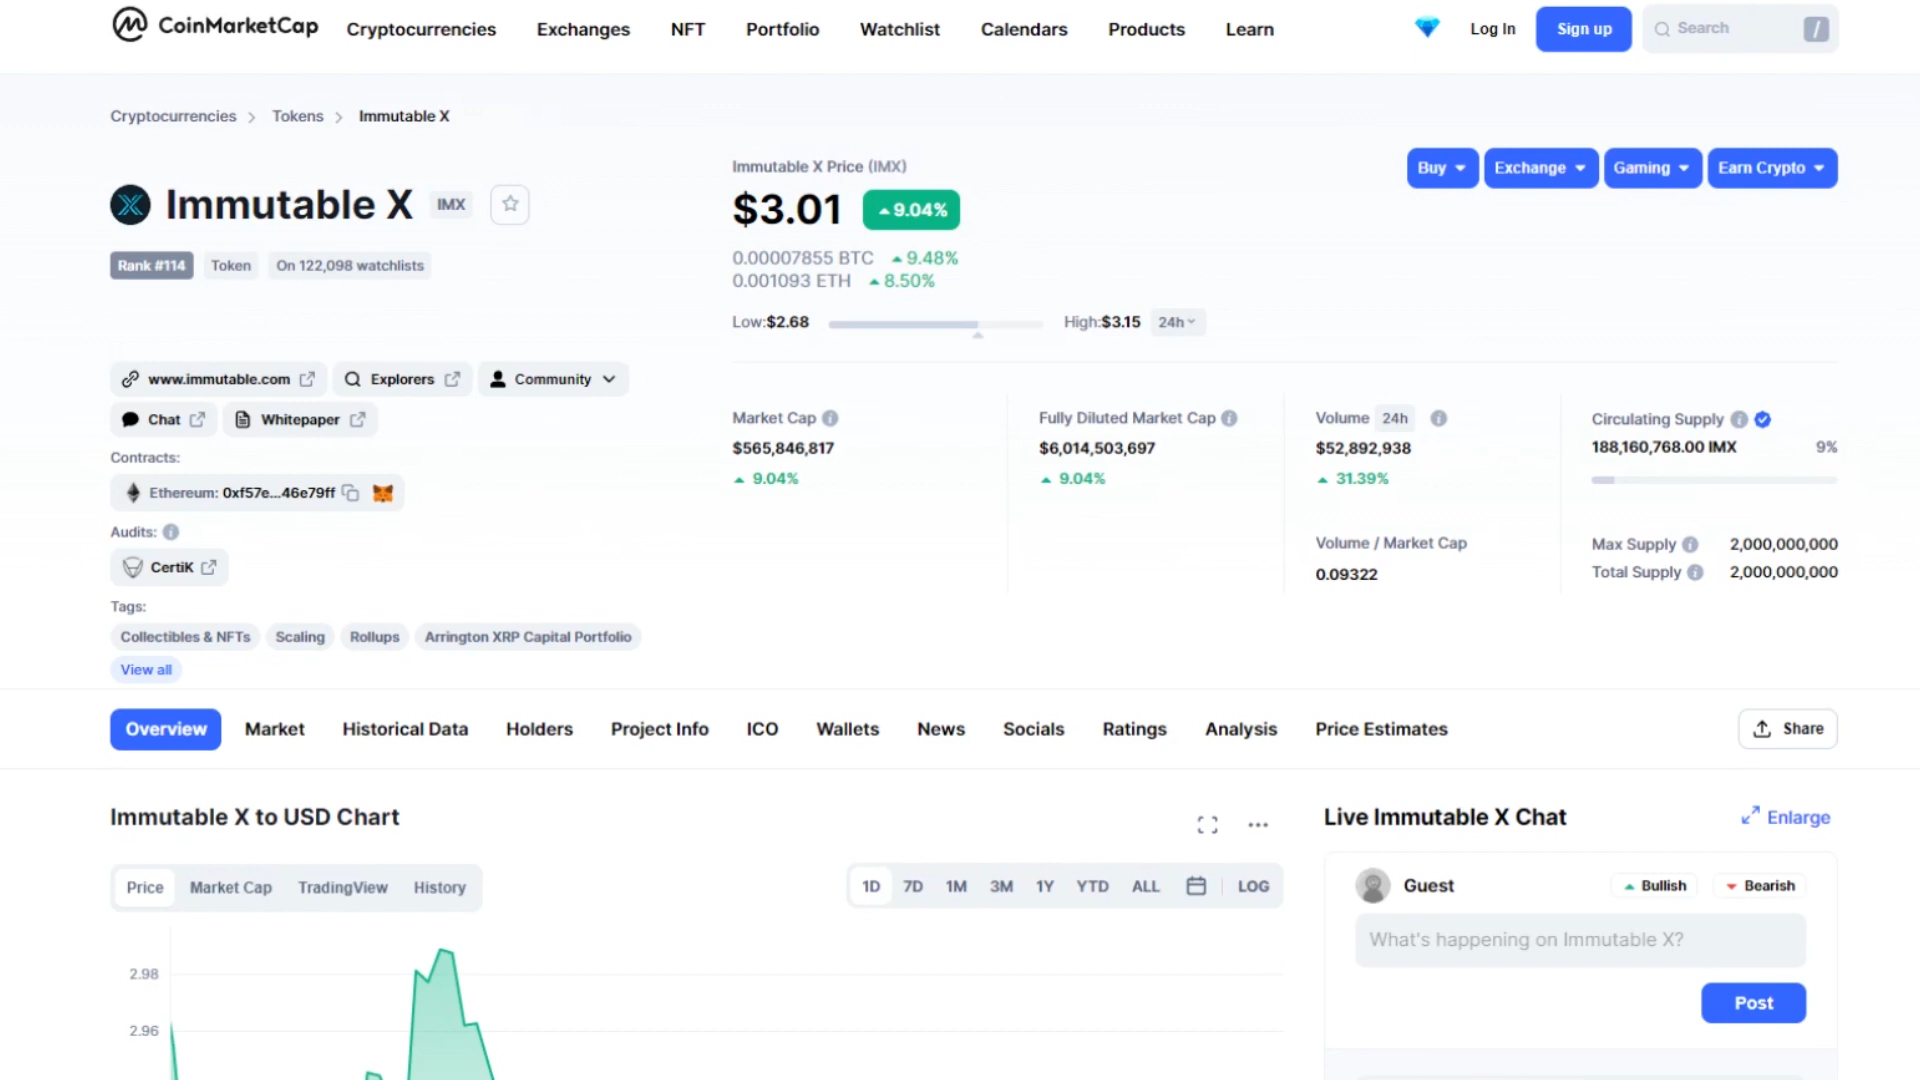 CoinMarketCap Cryptocurrencies Exchanges NFT Portfolio Watchlist Calendars Products Learn Log In Sign up Search /
Cryptocurrencies > Tokens > Immutable X
Immutable X IMX
Rank #114 Token On 122,098 watchlists
www.immutable.com Explorers Community
Chat Whitepaper
Contracts:
Ethereum: 0xf57e...46e79ff
Audits:
CertiK
Tags:
Collectibles & NFTs Scaling Rollups Arrington XRP Capital Portfolio
View all
Immutable X Price (IMX)
$3.01 9.04%
0.00007855 BTC 9.48%
0.001093 ETH 8.50%
Low:$2.68 High:$3.15 24h
Buy Exchange Gaming Earn Crypto
Market Cap
$565,846,817
9.04%
Fully Diluted Market Cap
$6,014,503,697
9.04%
Volume 24h
$52,892,938
31.39%
Volume / Market Cap
0.09322
Circulating Supply
188,160,768.00 IMX 9%
Max Supply 2,000,000,000
Total Supply 2,000,000,000
Overview Market Historical Data Holders Project Info ICO Wallets News Socials Ratings Analysis Price Estimates Share
Immutable X to USD Chart
Price Market Cap TradingView History 1D 7D 1M 3M 1Y YTD ALL LOG
2.98
2.96
Live Immutable X Chat Enlarge
Guest Bullish Bearish
What's happening on Immutable X?
Post